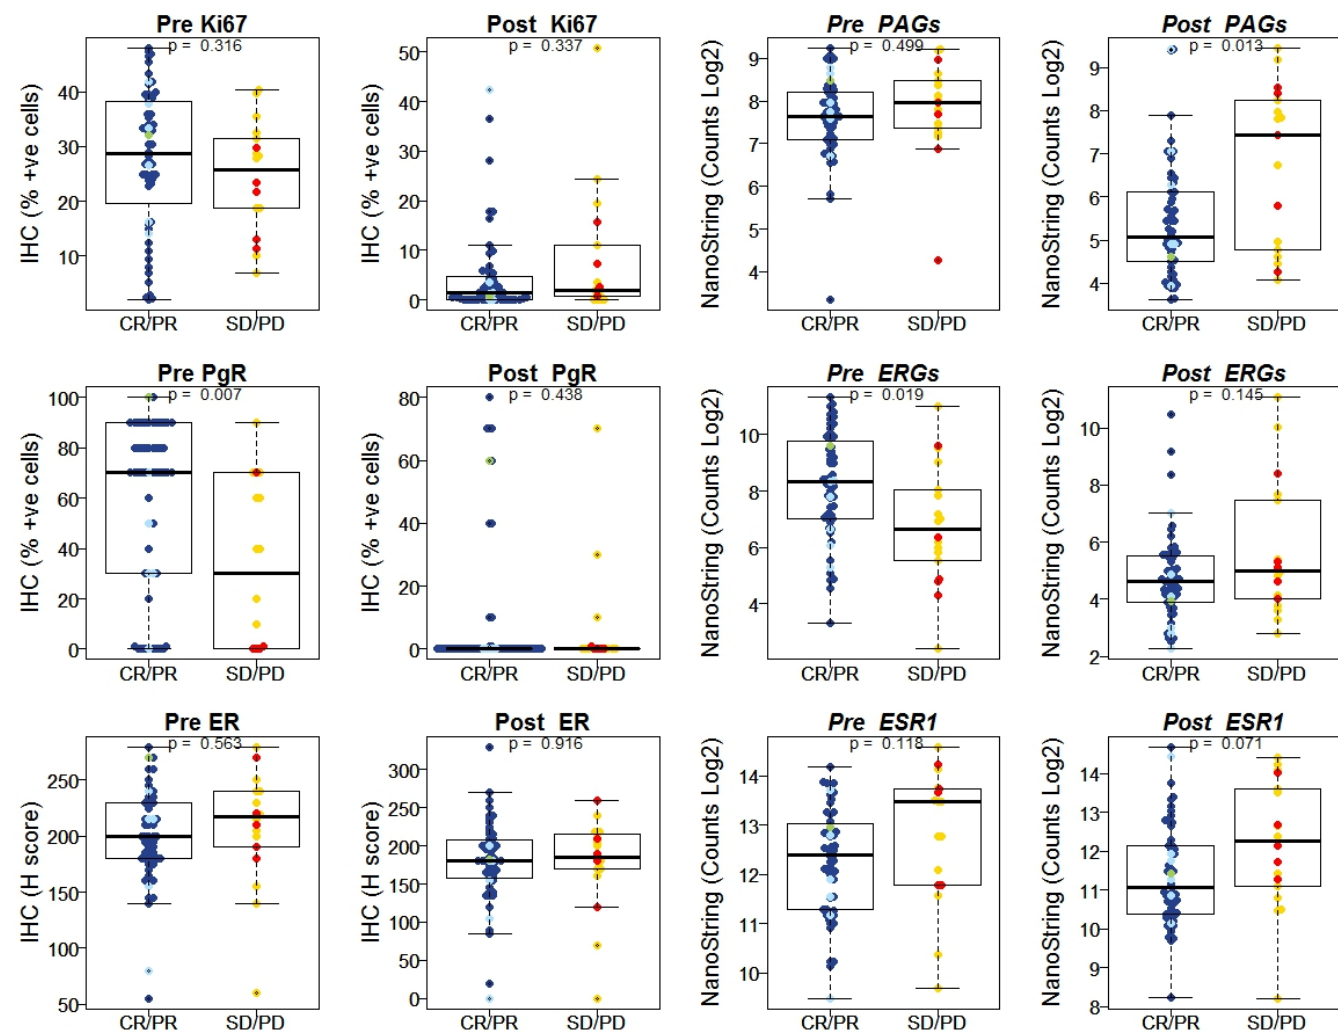 Pre Ki67
p = 0.316
IHC (% +ve cells)
40
30
20
10
CR/PR
SD/PD
Post Ki67
p = 0.337
IHC (% +ve cells)
50
40
30
20
10
0
CR/PR
SD/PD
Pre PAGs
p = 0.499
NanoString (Counts Log2)
9
8
7
6
5
4
CR/PR
SD/PD
Post PAGs
p = 0.013
NanoString (Counts Log2)
9
8
7
6
5
4
CR/PR
SD/PD
Pre PgR
p = 0.007
IHC (% +ve cells)
100
80
60
40
20
0
CR/PR
SD/PD
Post PgR
p = 0.438
IHC (% +ve cells)
80
60
40
20
0
CR/PR
SD/PD
Pre ERGs
p = 0.019
NanoString (Counts Log2)
10
8
6
4
CR/PR
SD/PD
Post ERGs
p = 0.145
NanoString (Counts Log2)
10
8
6
4
2
CR/PR
SD/PD
Pre ER
p = 0.563
IHC (H score)
250
200
150
100
50
CR/PR
SD/PD
Post ER
p = 0.916
IHC (H score)
300
250
200
150
100
50
0
CR/PR
SD/PD
Pre ESR1
p = 0.118
NanoString (Counts Log2)
14
13
12
11
10
CR/PR
SD/PD
Post ESR1
p = 0.071
NanoString (Counts Log2)
14
13
12
11
10
9
8
CR/PR
SD/PD